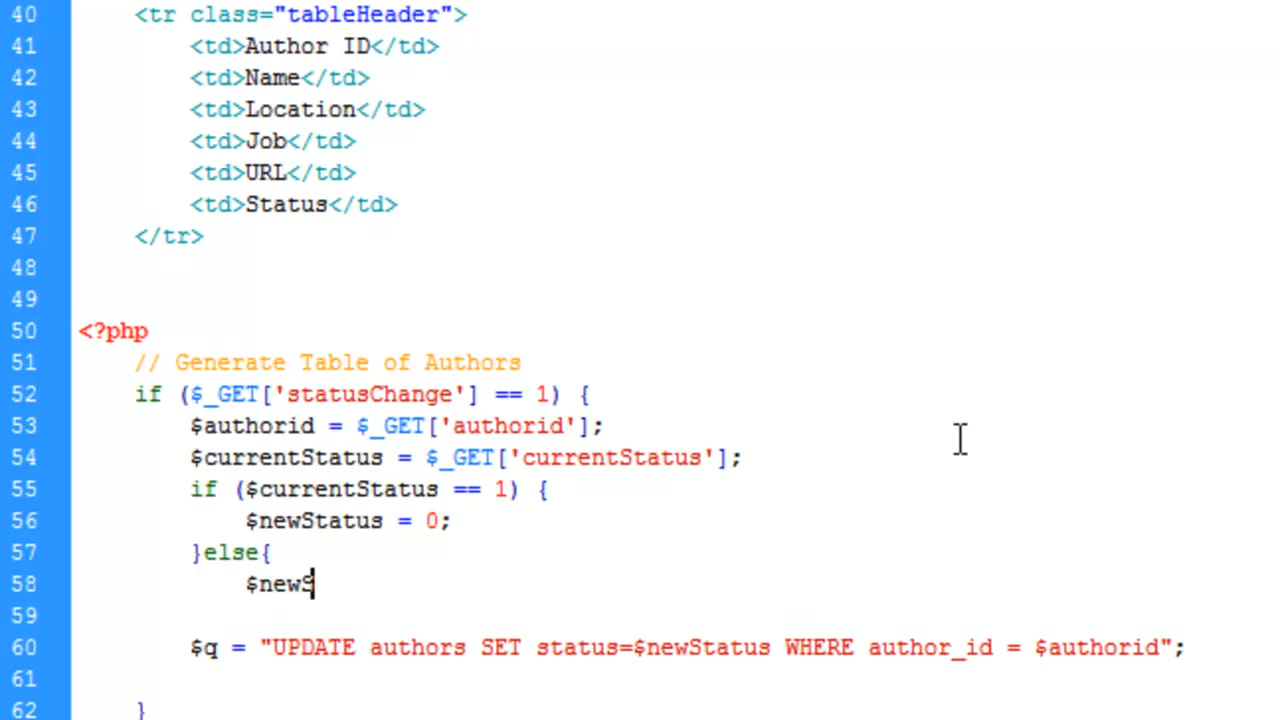 40 <tr class="tableHeader">
41 <td>Author ID</td>
42 <td>Name</td>
43 <td>Location</td>
44 <td>Job</td>
45 <td>URL</td>
46 <td>Status</td>
47 </tr>
48
49
50 <?php
51 // Generate Table of Authors
52 if ($_GET['statusChange'] == 1) {
53 $authorid = $_GET['authorid'];
54 $currentStatus = $_GET['currentStatus'];
55 if ($currentStatus == 1) {
56 $newStatus = 0;
57 }else{
58 $newS
59
60 $q = "UPDATE authors SET status=$newStatus WHERE author_id = $authorid";
61
62 }